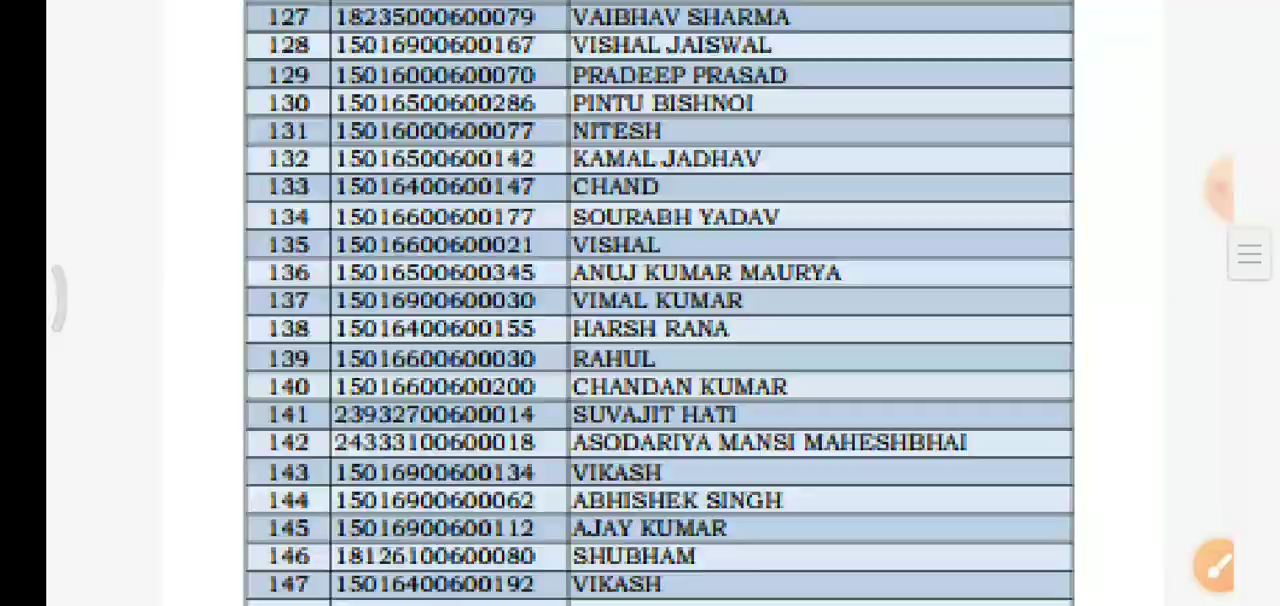 127 18235000600079 VAIBHAV SHARMA
128 15016900600167 VISHAL JAISWAL
129 15016000600070 PRADEEP PRASAD
130 15016500600286 PINTU BISHNOI
131 15016000600077 NITESH
132 15016500600142 KAMAL JADHAV
133 15016400600147 CHAND
134 15016600600177 SOURABH YADAV
135 15016600600021 VISHAL
136 15016500600345 ANUJ KUMAR MAURYA
137 15016900600030 VIMAL KUMAR
138 15016400600155 HARSH RANA
139 15016600600030 RAHUL
140 15016600600200 CHANDAN KUMAR
141 23932700600014 SUVAJIT HATI
142 24333100600018 ASODARIYA MANSI MAHESHBHAI
143 15016900600134 VIKASH
144 15016900600062 ABHISHEK SINGH
145 15016900600112 AJAY KUMAR
146 18126100600080 SHUBHAM
147 15016400600192 VIKASH